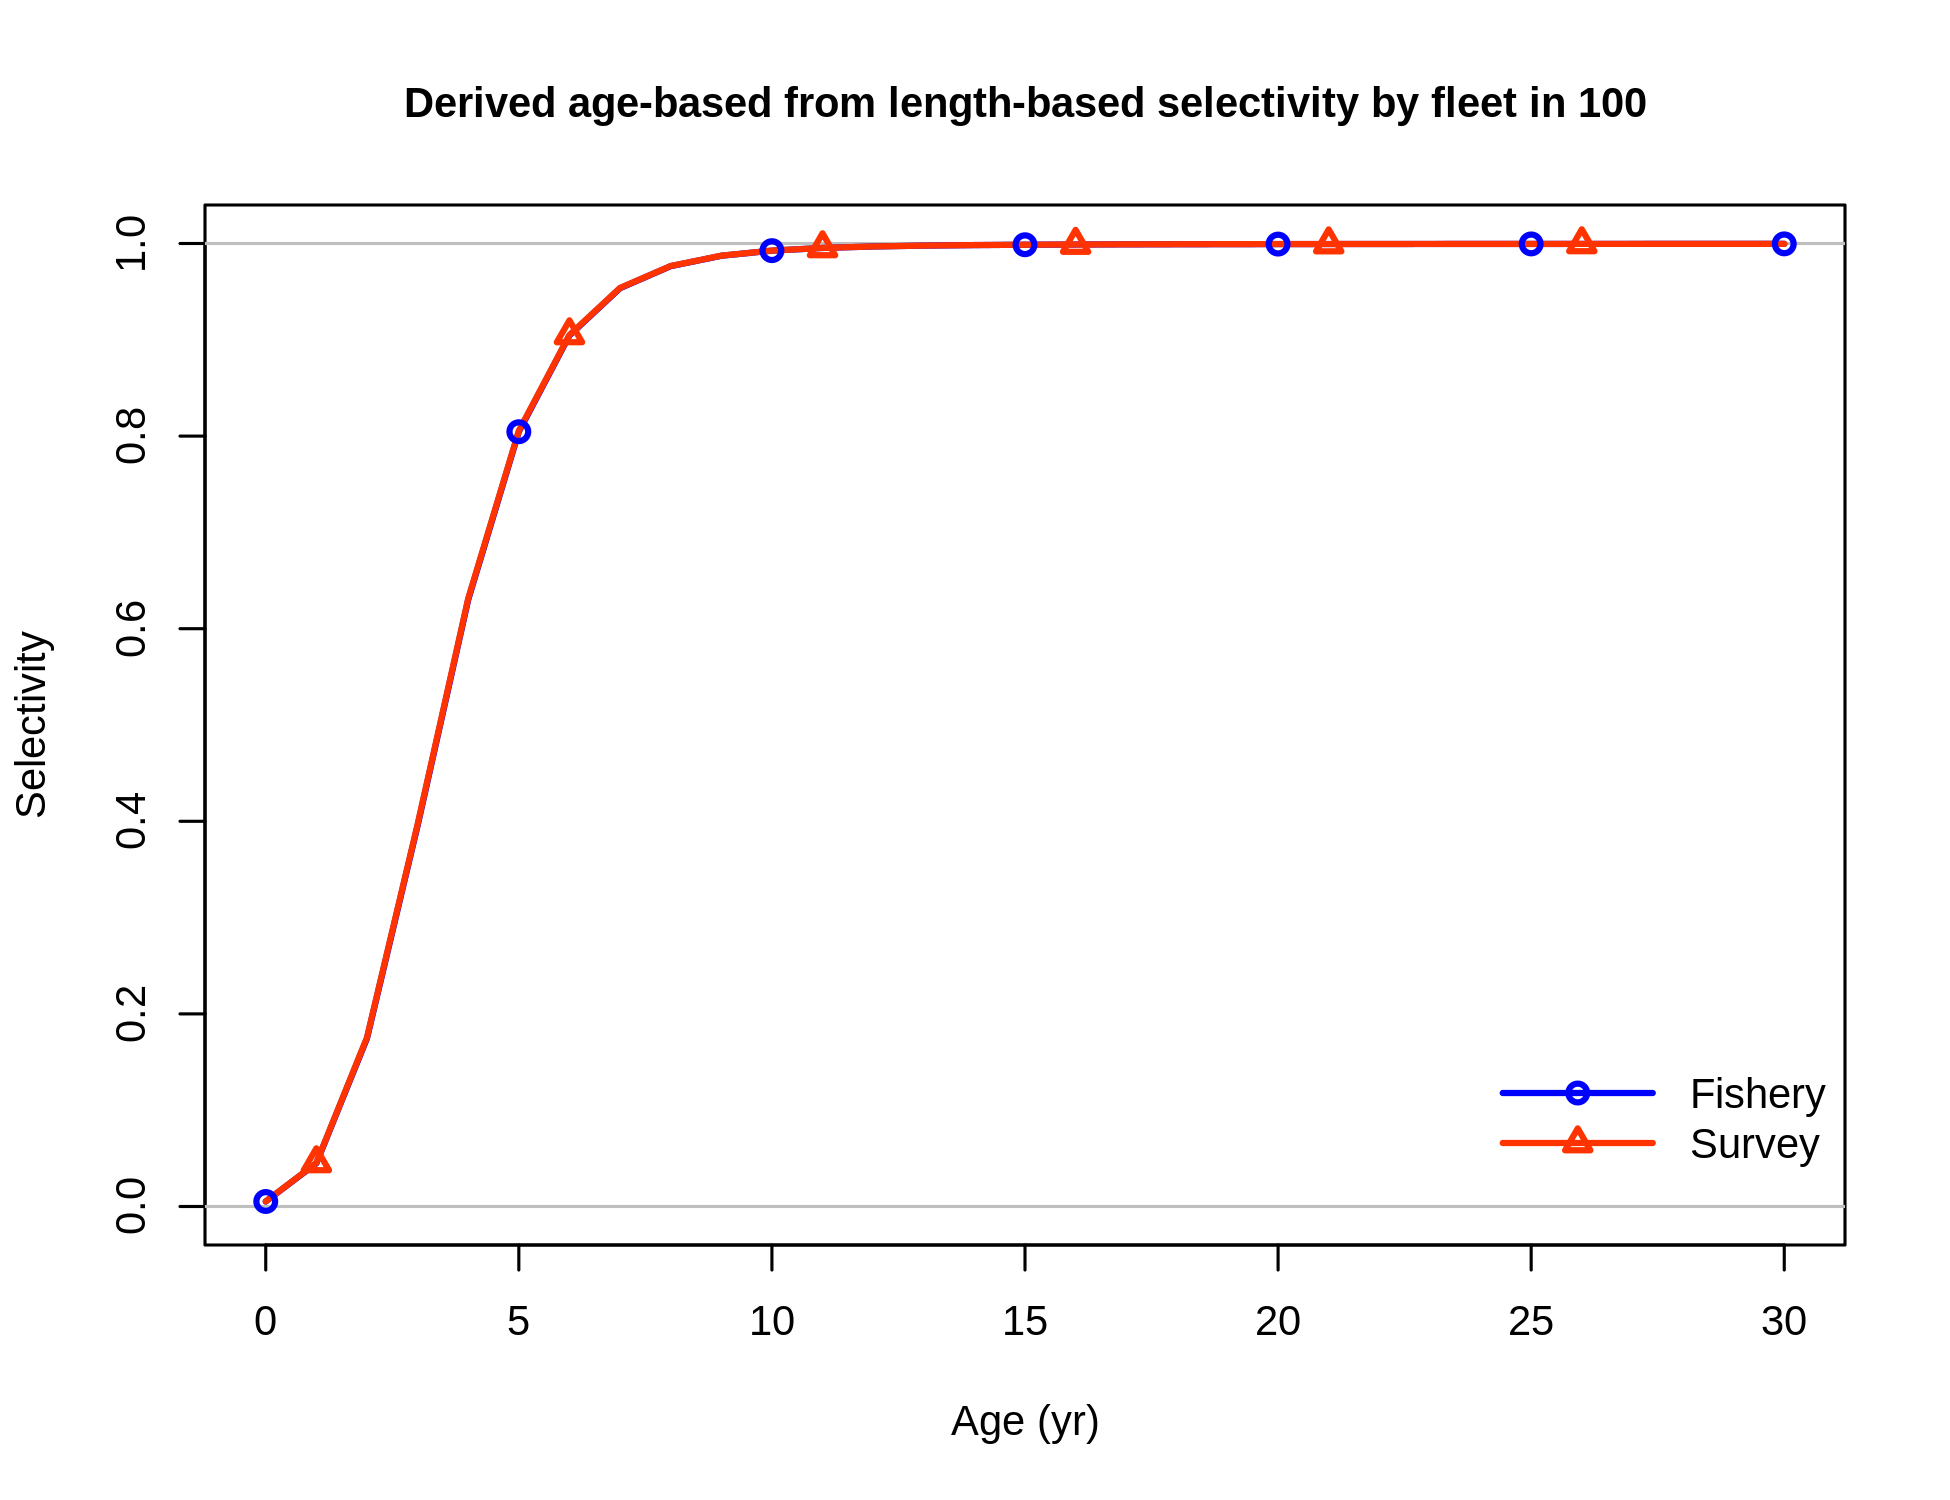 Derived age-based from length-based selectivity by fleet in 100
Selectivity
1.0
0.8
0.6
0.4
0.2
0.0
Fishery
Survey
0 5 10 15 20 25 30
Age (yr)